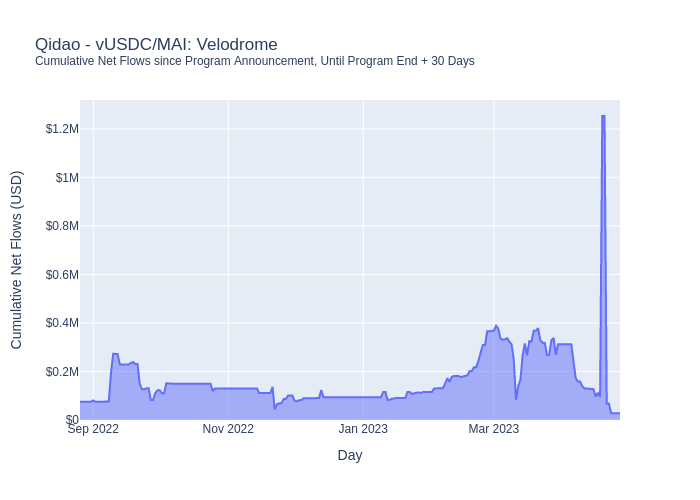 Qidao - vUSDC/MAI: Velodrome
Cumulative Net Flows since Program Announcement, Until Program End + 30 Days
$1.2M
$1M
$0.8M
$0.6M
$0.4M
$0.2M
$0
Cumulative Net Flows (USD)
Sep 2022
Nov 2022
Jan 2023
Mar 2023
Day